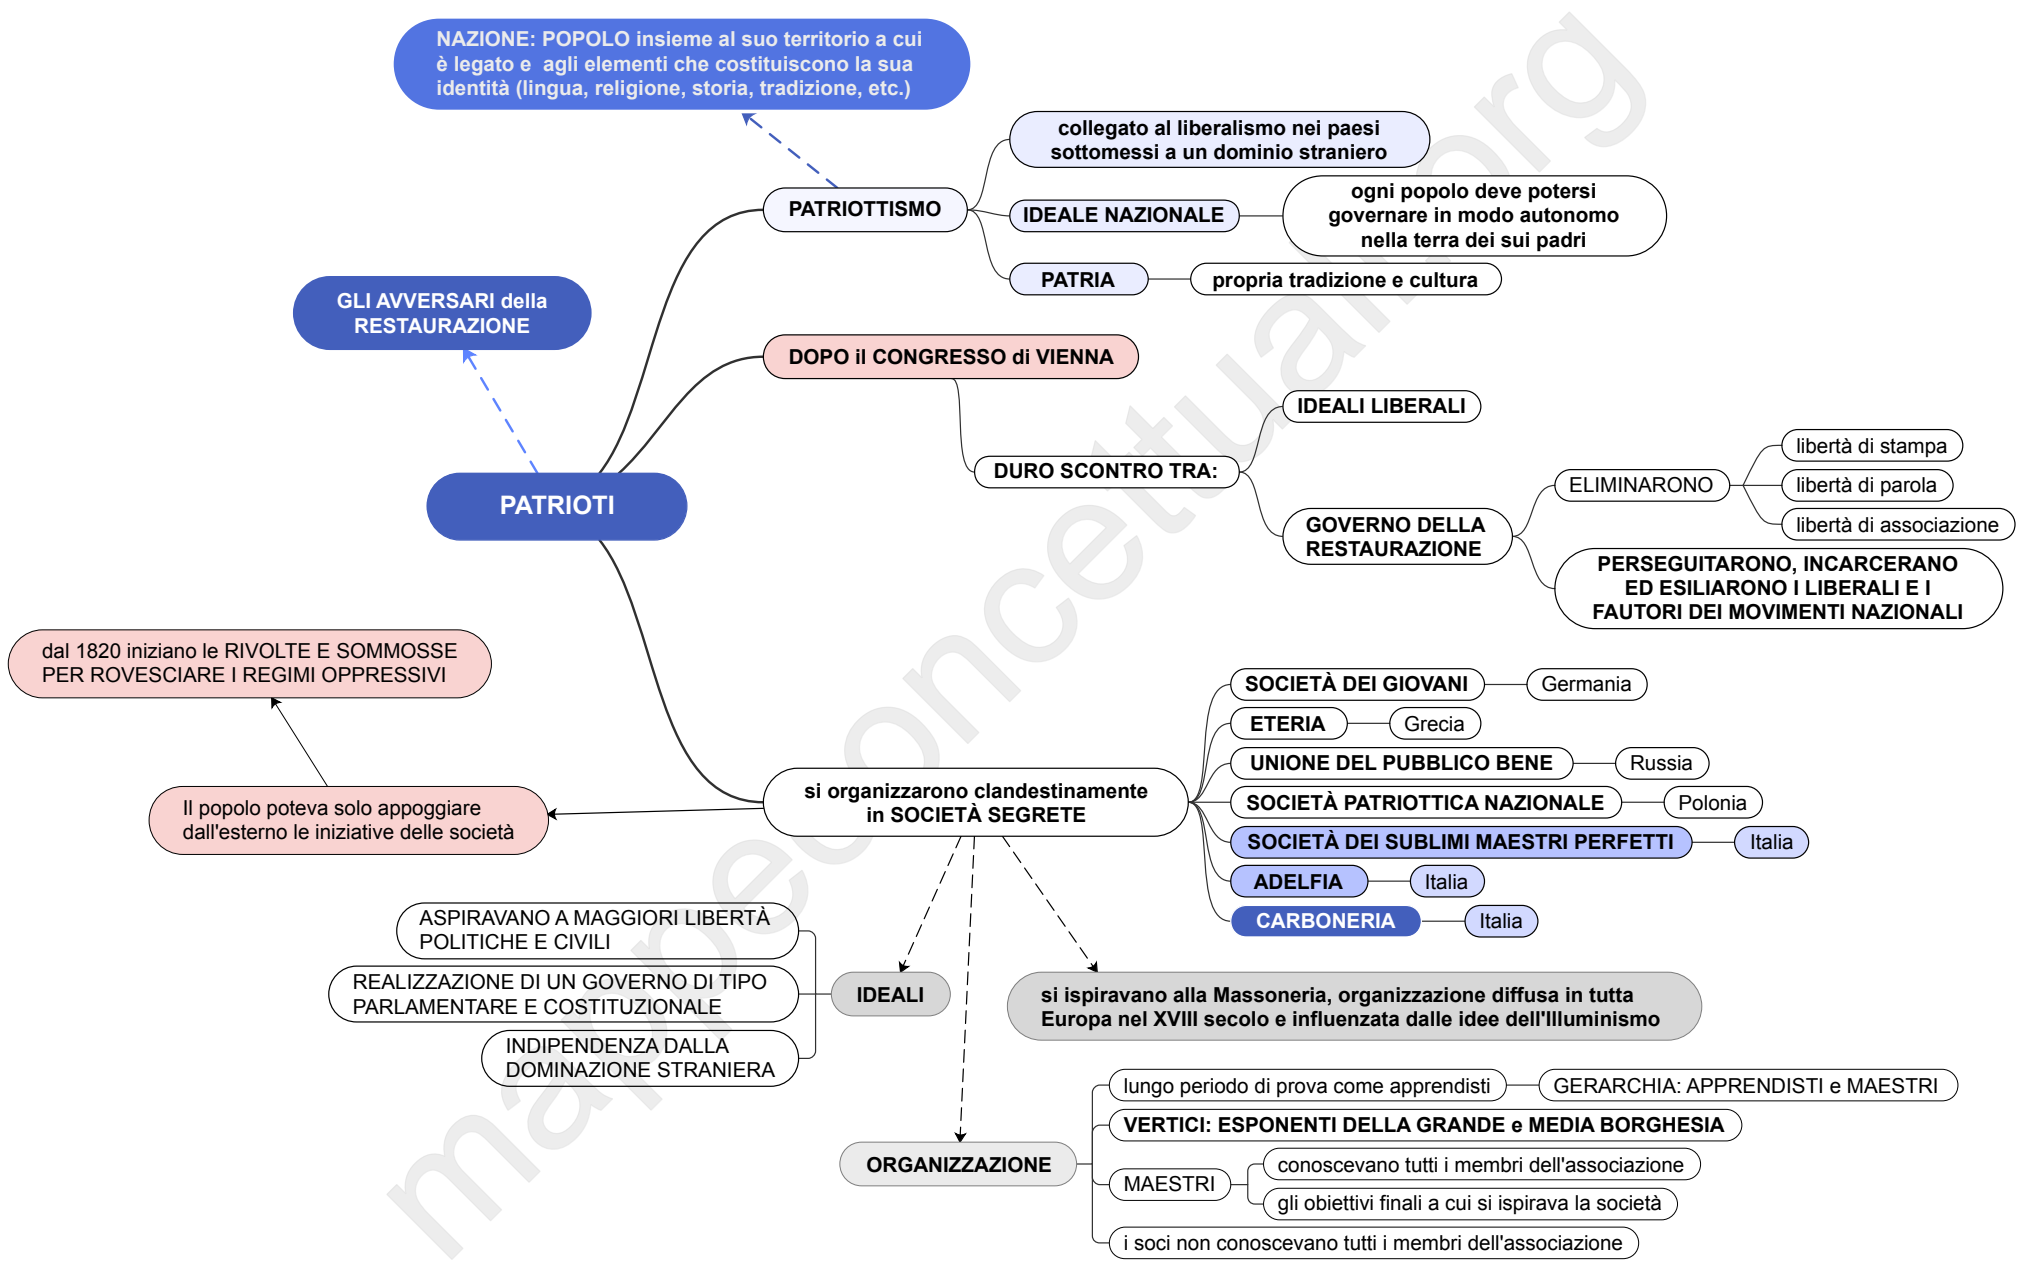 NAZIONE: POPOLO insieme al suo territorio a cui
è legato e  agli elementi che costituiscono la sua
identità (lingua, religione, storia, tradizione, etc.)
PATRIOTTISMO
collegato al liberalismo nei paesi
sottomessi a un dominio straniero
IDEALE NAZIONALE
ogni popolo deve potersi
governare in modo autonomo
nella terra dei sui padri
PATRIA
propria tradizione e cultura
GLI AVVERSARI della
RESTAURAZIONE
PATRIOTI
DOPO il CONGRESSO di VIENNA
DURO SCONTRO TRA:
IDEALI LIBERALI
GOVERNO DELLA
RESTAURAZIONE
ELIMINARONO
libertà di stampa
libertà di parola
libertà di associazione
PERSEGUITARONO, INCARCERANO
ED ESILIARONO I LIBERALI E I
FAUTORI DEI MOVIMENTI NAZIONALI
dal 1820 iniziano le RIVOLTE E SOMMOSSE
PER ROVESCIARE I REGIMI OPPRESSIVI
Il popolo poteva solo appoggiare
dall'esterno le iniziative delle società
si organizzarono clandestinamente
in SOCIETÀ SEGRETE
SOCIETÀ DEI GIOVANI
Germania
ETERIA
Grecia
UNIONE DEL PUBBLICO BENE
Russia
SOCIETÀ PATRIOTTICA NAZIONALE
Polonia
SOCIETÀ DEI SUBLIMI MAESTRI PERFETTI
Italia
ADELFIA
Italia
CARBONERIA
Italia
IDEALI
ASPIRAVANO A MAGGIORI LIBERTÀ
POLITICHE E CIVILI
REALIZZAZIONE DI UN GOVERNO DI TIPO
PARLAMENTARE E COSTITUZIONALE
INDIPENDENZA DALLA
DOMINAZIONE STRANIERA
si ispiravano alla Massoneria, organizzazione diffusa in tutta
Europa nel XVIII secolo e influenzata dalle idee dell'Illuminismo
ORGANIZZAZIONE
lungo periodo di prova come apprendisti
GERARCHIA: APPRENDISTI e MAESTRI
VERTICI: ESPONENTI DELLA GRANDE e MEDIA BORGHESIA
MAESTRI
conoscevano tutti i membri dell'associazione
gli obiettivi finali a cui si ispirava la società
i soci non conoscevano tutti i membri dell'associazione
mappeconcettuali.org